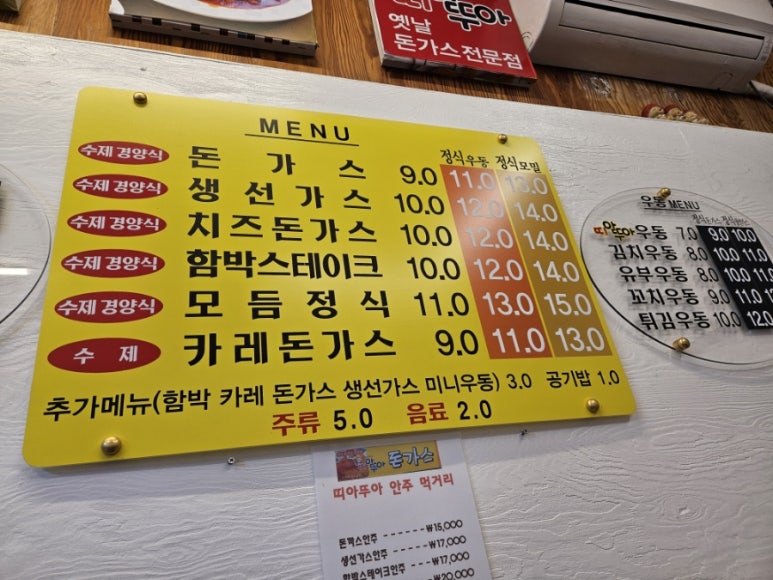 뚜아
옛날
돈가스전문점
MENU
정식우동 정식모밀
수제 경양식 돈가스 9.0 11.0 13.0
수제 경양식 생선가스 10.0 12.0 14.0
수제 경양식 치즈돈가스 10.0 12.0 14.0
수제 경양식 함박스테이크 10.0 12.0 14.0
수제 경양식 모듬정식 11.0 13.0 15.0
수제 카레돈가스 9.0 11.0 13.0
추가메뉴(함박 카레 돈가스 생선가스 미니우동) 3.0 공기밥 1.0
주류 5.0 음료 2.0
우동 MENU
띠아뚜아우동 7.0 9.0 10.0
김치우동 8.0 10.0 11.0
유부우동 8.0 10.0 11.0
꼬치우동 9.0 11.0
튀김우동 10.0 12.0
돈가스
띠아뚜아 안주 먹거리
돈까스안주 ------ ₩15,000
생선가스안주 ---- ₩17,000
함박스테이크안주 -- ₩17,000
₩20,000